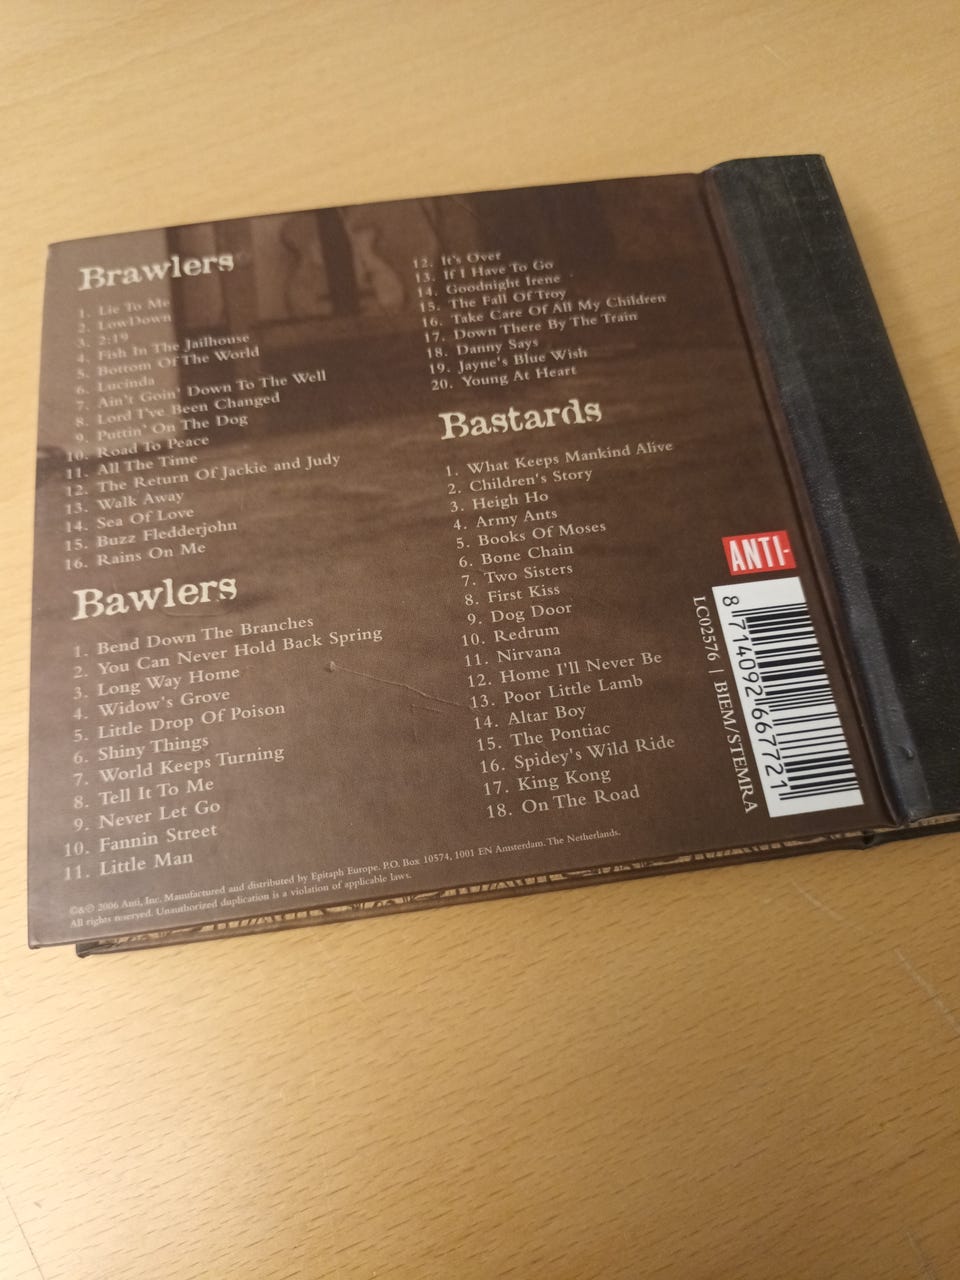 Brawlers
1. Lie To Me
2. LowDown
3. 2:19
4. Fish In The Jailhouse
5. Bottom Of The World
6. Lucinda
7. Ain't Goin' Down To The Well
8. Lord I've Been Changed
9. Puttin' On The Dog
10. Road To Peace
11. All The Time
12. The Return Of Jackie and Judy
13. Walk Away
14. Sea Of Love
15. Buzz Fledderjohn
16. Rains On Me
Bawlers
1. Bend Down The Branches
2. You Can Never Hold Back Spring
3. Long Way Home
4. Widow's Grove
5. Little Drop Of Poison
6. Shiny Things
7. World Keeps Turning
8. Tell It To Me
9. Never Let Go
10. Fannin Street
11. Little Man
12. It's Over
13. If I Have To Go
14. Goodnight Irene
15. The Fall Of Troy
16. Take Care Of All My Children
17. Down There By The Train
18. Danny Says
19. Jayne's Blue Wish
20. Young At Heart
Bastards
1. What Keeps Mankind Alive
2. Children's Story
3. Heigh Ho
4. Army Ants
5. Books Of Moses
6. Bone Chain
7. Two Sisters
8. First Kiss
9. Dog Door
10. Redrum
11. Nirvana
12. Home I'll Never Be
13. Poor Little Lamb
14. Altar Boy
15. The Pontiac
16. Spidey's Wild Ride
17. King Kong
18. On The Road
ANTI-
8 714092 667721
LC02576 | BIEM/STEMRA
©&℗ 2006 Anti, Inc. Manufactured and distributed by Epitaph Europe. P.O. Box 10574, 1001 EN Amsterdam. The Netherlands.
All rights reserved. Unauthorized duplication is a violation of applicable laws.